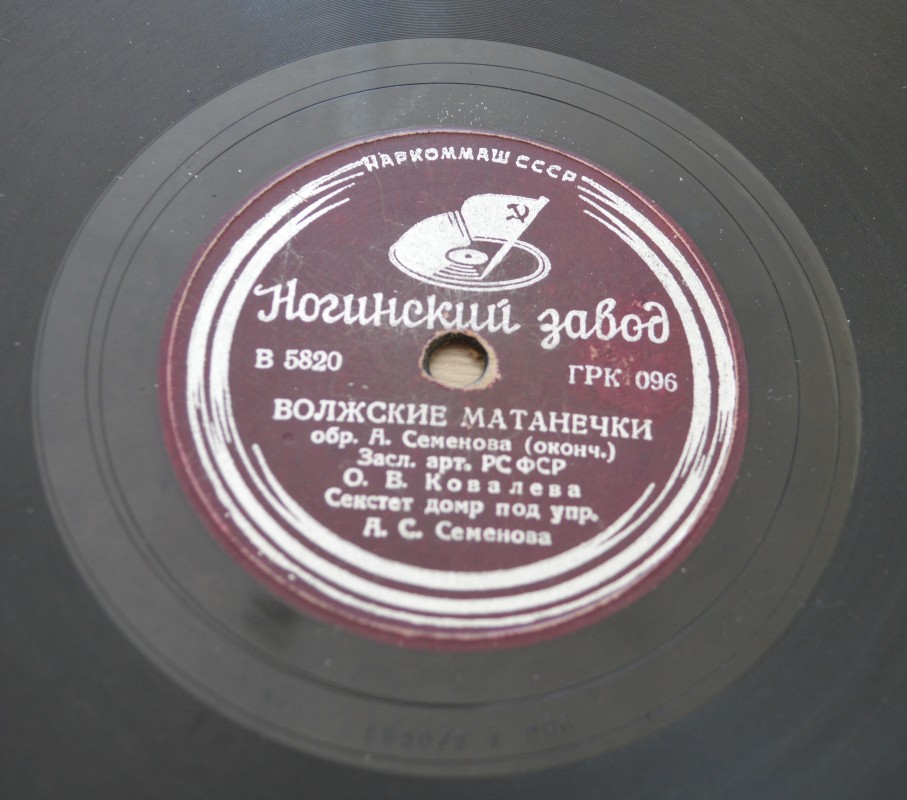 НАРКОММАШ СССР
Ногинский завод
В 5820 ГРК 096
ВОЛЖСКИЕ МАТАНЕЧКИ
обр. А. Семенова (оконч.)
Засл. арт. РСФСР
О. В. Ковалева
Секстет домр под упр.
А. С. Семенова